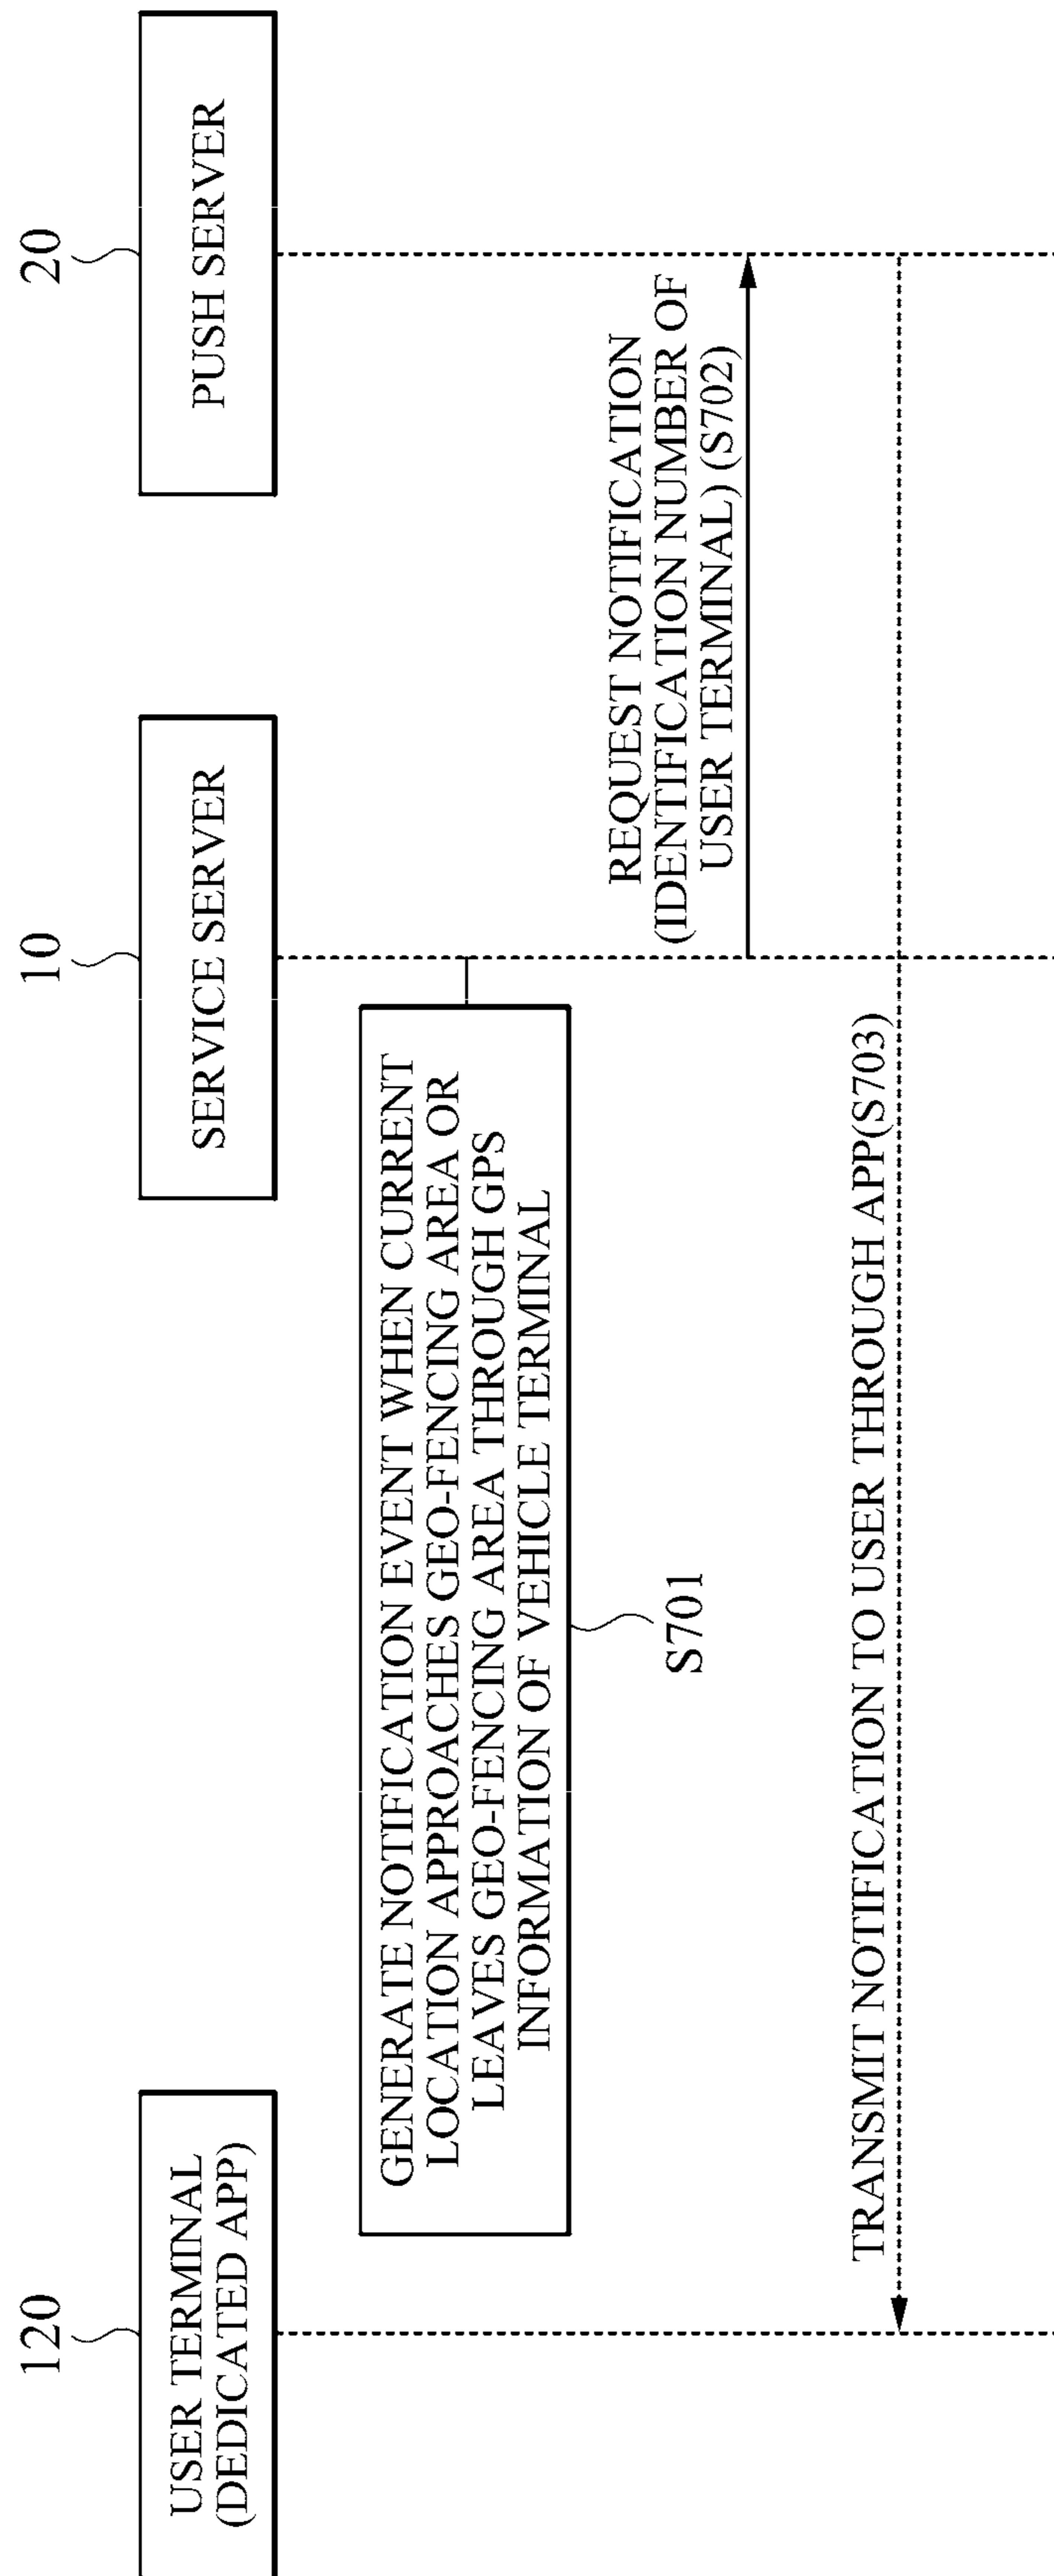 120
USER TERMINAL
(DEDICATED APP)
10
SERVICE SERVER
20
PUSH SERVER
GENERATE NOTIFICATION EVENT WHEN CURRENT
LOCATION APPROACHES GEO-FENCING AREA OR
LEAVES GEO-FENCING AREA THROUGH GPS
INFORMATION OF VEHICLE TERMINAL
S701
REQUEST NOTIFICATION
(IDENTIFICATION NUMBER OF
USER TERMINAL) (S702)
TRANSMIT NOTIFICATION TO USER THROUGH APP(S703)